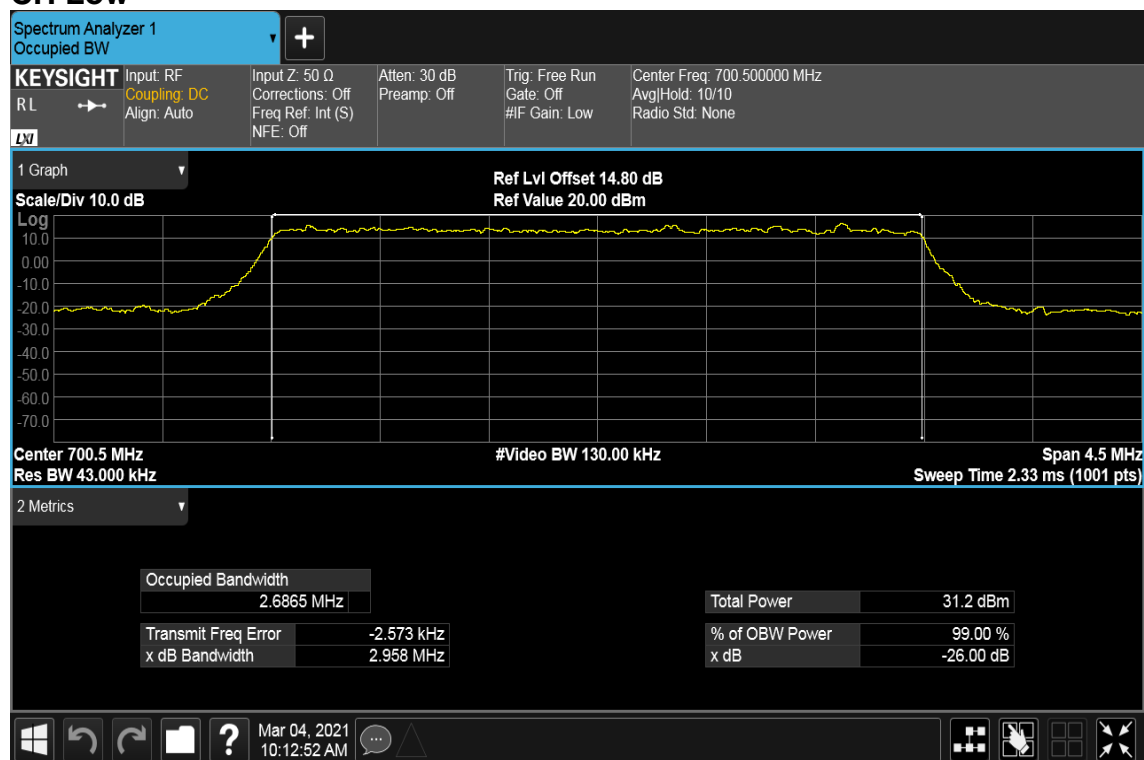 Spectrum Analyzer 1
Occupied BW
KEYSIGHT
R L
LXI
Input: RF
Coupling: DC
Align: Auto
Input Z: 50 Ω
Corrections: Off
Freq Ref: Int (S)
NFE: Off
Atten: 30 dB
Preamp: Off
Trig: Free Run
Gate: Off
#IF Gain: Low
Center Freq: 700.500000 MHz
Avg|Hold: 10/10
Radio Std: None
1 Graph
Scale/Div 10.0 dB
Ref Lvl Offset 14.80 dB
Ref Value 20.00 dBm
Log
10.0
0.00
-10.0
-20.0
-30.0
-40.0
-50.0
-60.0
-70.0
Center 700.5 MHz
Res BW 43.000 kHz
#Video BW 130.00 kHz
Span 4.5 MHz
Sweep Time 2.33 ms (1001 pts)
2 Metrics
Occupied Bandwidth
2.6865 MHz
Transmit Freq Error -2.573 kHz
x dB Bandwidth 2.958 MHz
Total Power 31.2 dBm
% of OBW Power 99.00 %
x dB -26.00 dB
?
Mar 04, 2021
10:12:52 AM